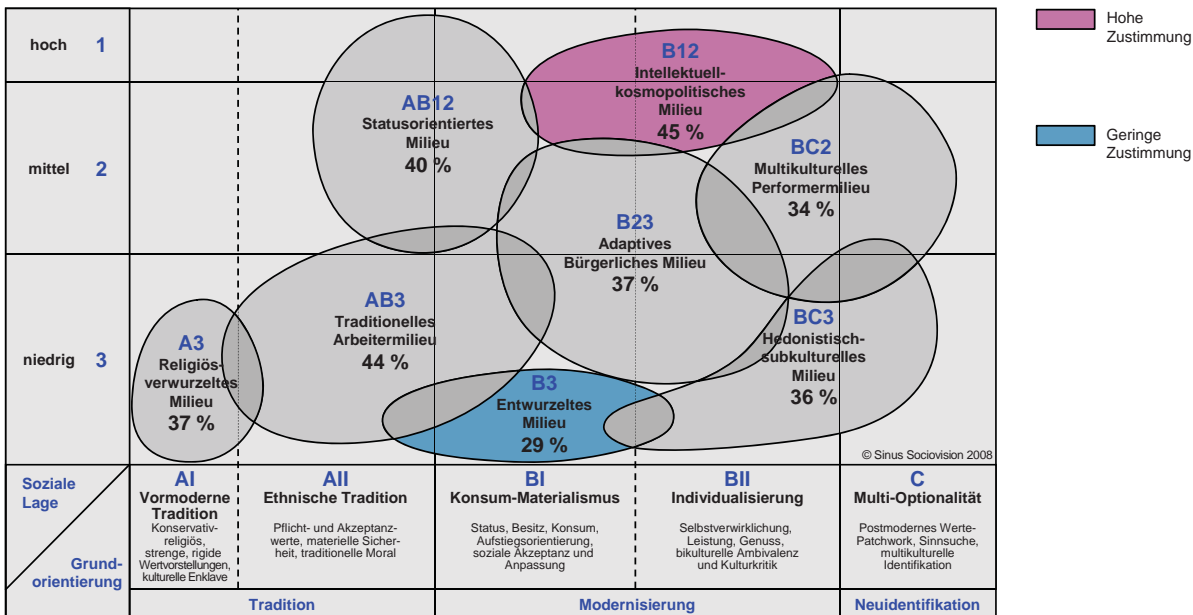 hoch 1
mittel 2
niedrig 3
Hohe
Zustimmung
Geringe
Zustimmung
B12
Intellektuell-
kosmopolitisches
Milieu
45 %
AB12
Statusorientiertes
Milieu
40 %
BC2
Multikulturelles
Performermilieu
34 %
B23
Adaptives
Bürgerliches Milieu
37 %
AB3
Traditionelles
Arbeitermilieu
44 %
A3
Religiös-
verwurzeltes
Milieu
37 %
BC3
Hedonistisch-
subkulturelles
Milieu
36 %
B3
Entwurzeltes
Milieu
29 %
© Sinus Sociovision 2008
Soziale
Lage
Grund-
orientierung
AI
Vormoderne
Tradition
Konservativ-
religiös,
strenge, rigide
Wertvorstellungen,
kulturelle Enklave
AII
Ethnische Tradition
Pflicht- und Akzeptanz-
werte, materielle Sicher-
heit, traditionelle Moral
BI
Konsum-Materialismus
Status, Besitz, Konsum,
Aufstiegsorientierung,
soziale Akzeptanz und
Anpassung
BII
Individualisierung
Selbstverwirklichung,
Leistung, Genuss,
bikulturelle Ambivalenz
und Kulturkritik
C
Multi-Optionalität
Postmodernes Werte-
Patchwork, Sinnsuche,
multikulturelle
Identifikation
Tradition
Modernisierung
Neuidentifikation